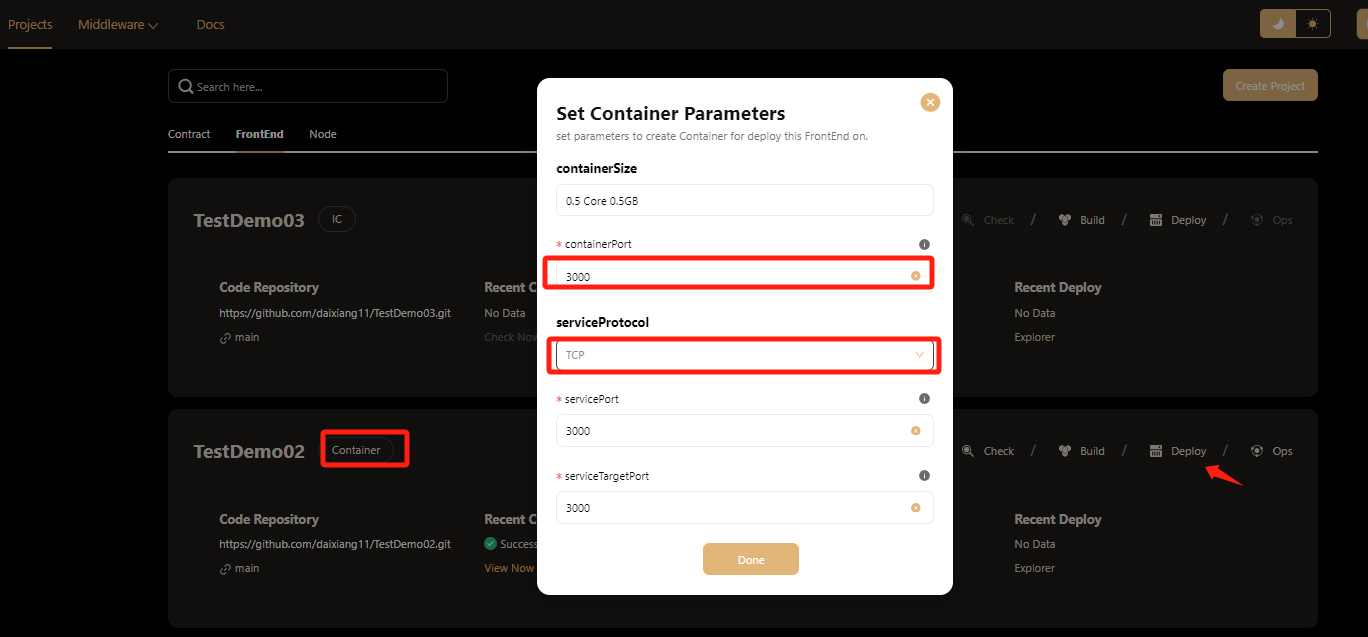 Projects Middleware Docs
Search here...
Create Project
Contract FrontEnd Node
TestDemo03 IC
Check / Build / Deploy / Ops
Code Repository
https://github.com/daixiang11/TestDemo03.git
main
Recent C
No Data
Check Now
Recent Deploy
No Data
Explorer
TestDemo02 Container
Check / Build / Deploy / Ops
Code Repository
https://github.com/daixiang11/TestDemo02.git
main
Recent C
Success
View Now
Recent Deploy
No Data
Explorer
Set Container Parameters
set parameters to create Container for deploy this FrontEnd on.
containerSize
0.5 Core 0.5GB
* containerPort
3000
serviceProtocol
TCP
* servicePort
3000
* serviceTargetPort
3000
Done